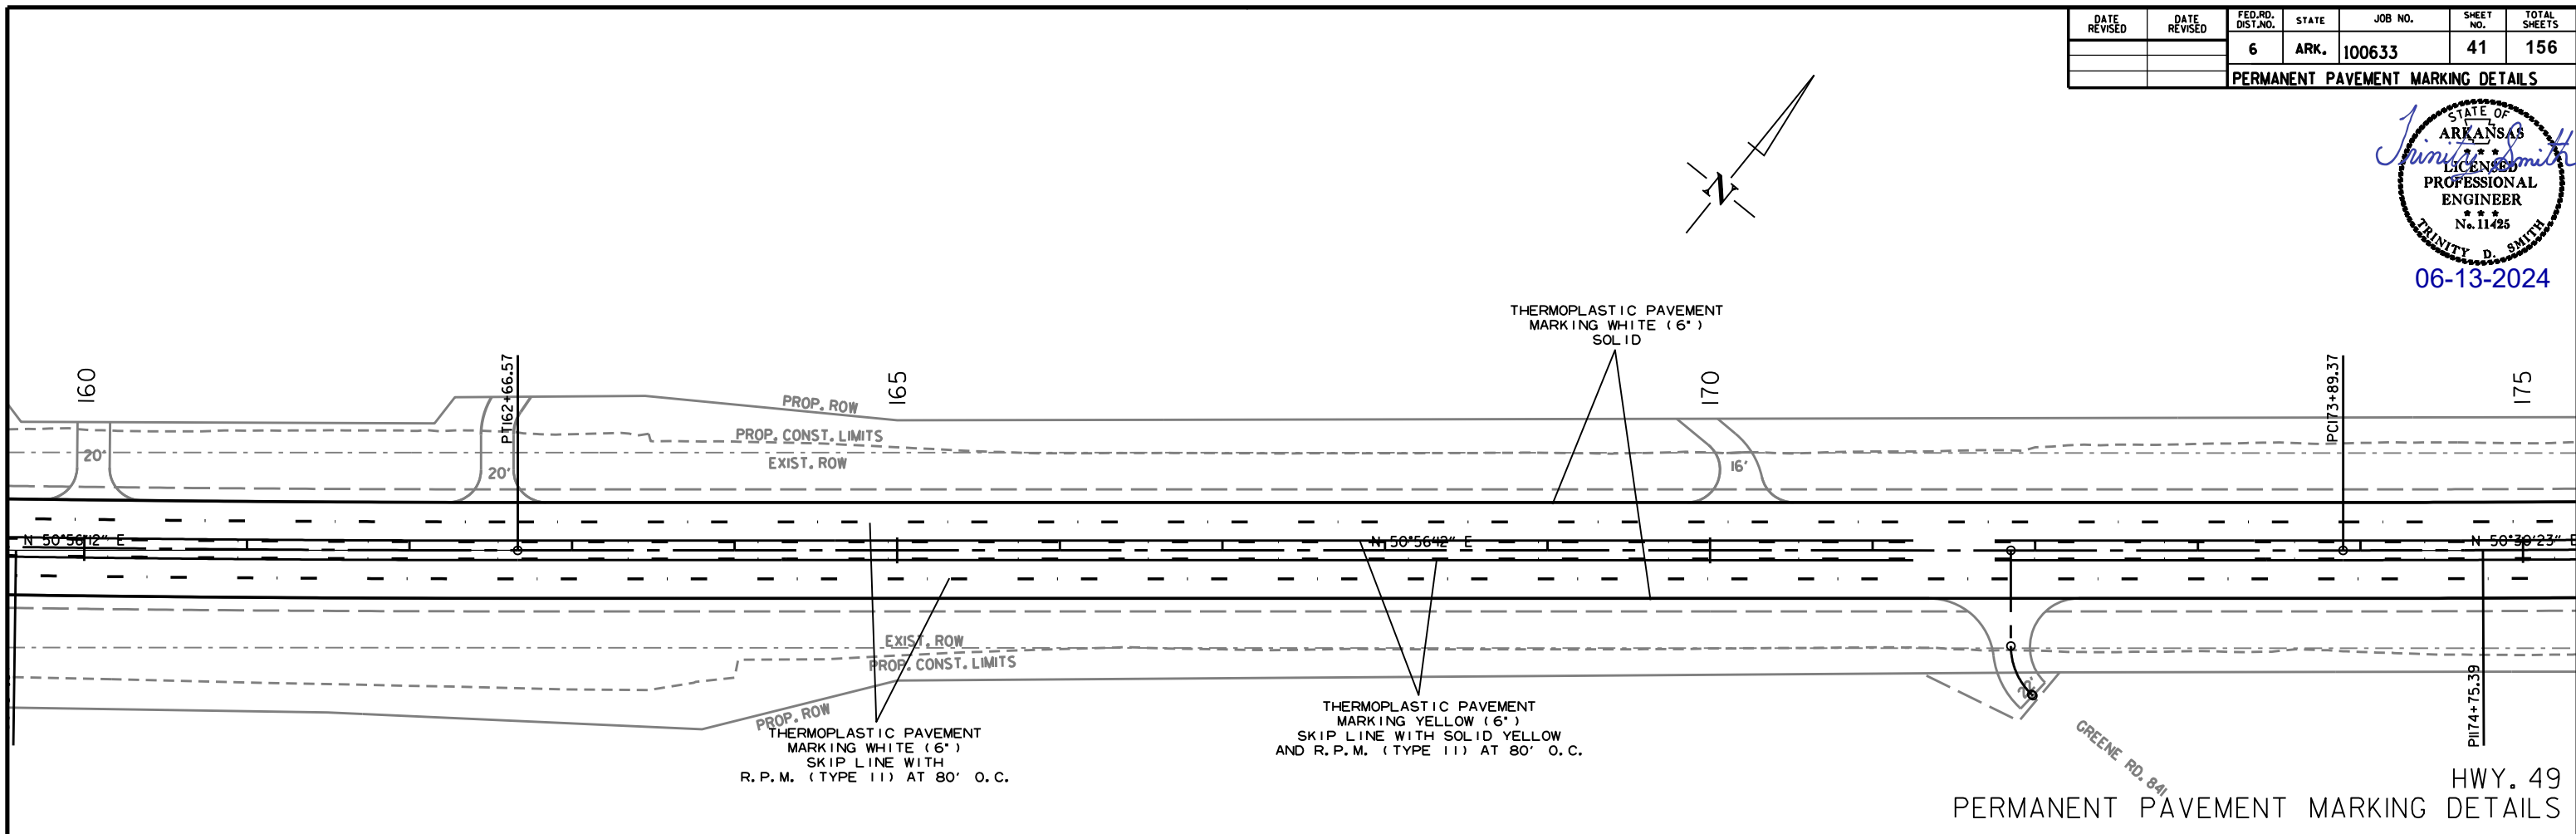 DATE REVISED
DATE REVISED
FED.RD. DIST.NO.
STATE
JOB NO.
SHEET NO.
TOTAL SHEETS
6
ARK.
100633
41
156
PERMANENT PAVEMENT MARKING DETAILS
STATE OF
ARKANSAS
★ ★ ★
LICENSED
PROFESSIONAL
ENGINEER
★ ★ ★
No. 11425
TRINITY D. SMITH
Trinity Smith
06-13-2024
N
THERMOPLASTIC PAVEMENT
MARKING WHITE (6")
SOLID
160
PT162+66.57
165
170
PC173+89.37
175
PROP. ROW
PROP. CONST. LIMITS
EXIST. ROW
20'
20'
16'
N 50°56'42" E
N 50°30'23" E
EXIST. ROW
PROP. CONST. LIMITS
PROP. ROW
THERMOPLASTIC PAVEMENT
MARKING WHITE (6")
SKIP LINE WITH
R.P.M. (TYPE II) AT 80' O.C.
THERMOPLASTIC PAVEMENT
MARKING YELLOW (6")
SKIP LINE WITH SOLID YELLOW
AND R.P.M. (TYPE II) AT 80' O.C.
GREENE RD. 841
PI174+75.39
HWY. 49
PERMANENT PAVEMENT MARKING DETAILS